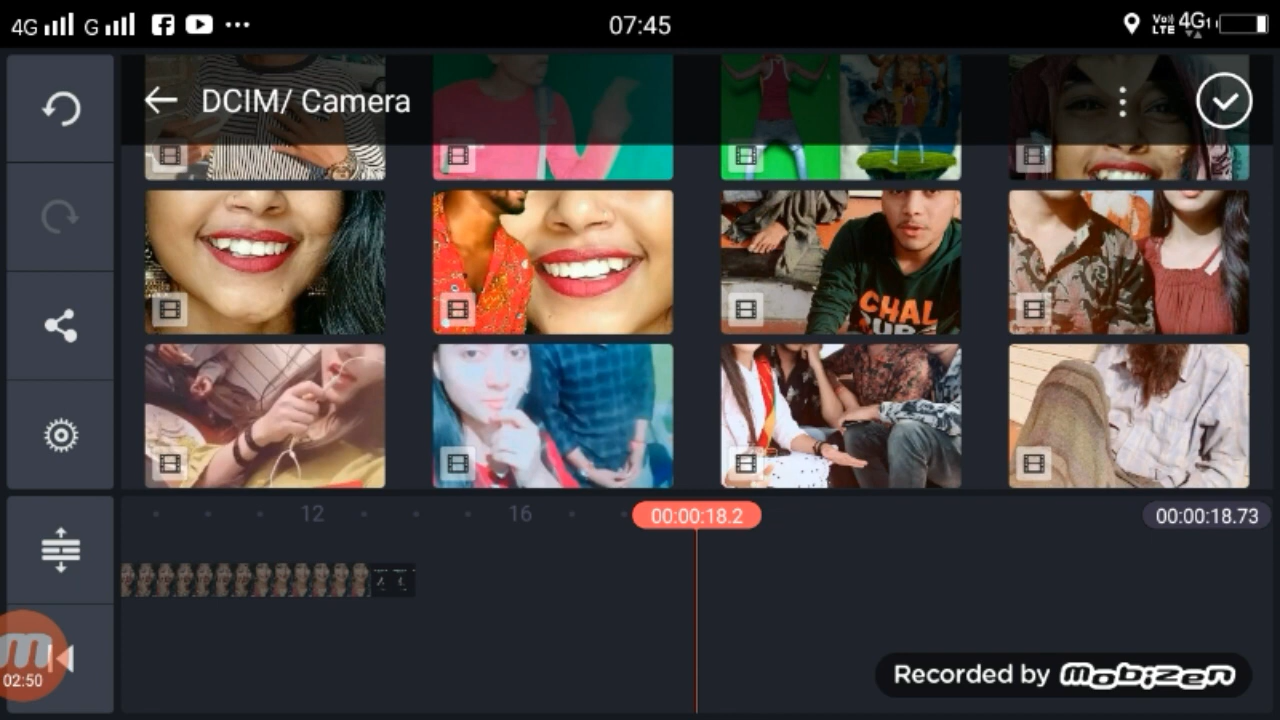 4G G 07:45 Vo)) LTE 4G1
DCIM/ Camera
CHAL
12 16 00:00:18.2 00:00:18.73
02:50
Recorded by mobizen